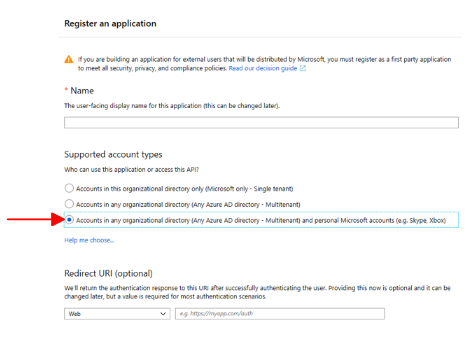 Register an application
If you are building an application for external users that will be distributed by Microsoft, you must register as a first party application
to meet all security, privacy, and compliance policies. Read our decision guide
* Name
The user-facing display name for this application (this can be changed later).
Supported account types
Who can use this application or access this API?
Accounts in this organizational directory only (Microsoft only - Single tenant)
Accounts in any organizational directory (Any Azure AD directory - Multitenant)
Accounts in any organizational directory (Any Azure AD directory - Multitenant) and personal Microsoft accounts (e.g. Skype, Xbox)
Help me choose...
Redirect URI (optional)
We'll return the authentication response to this URI after successfully authenticating the user. Providing this now is optional and it can be
changed later, but a value is required for most authentication scenarios.
Web e.g. https://myapp.com/auth